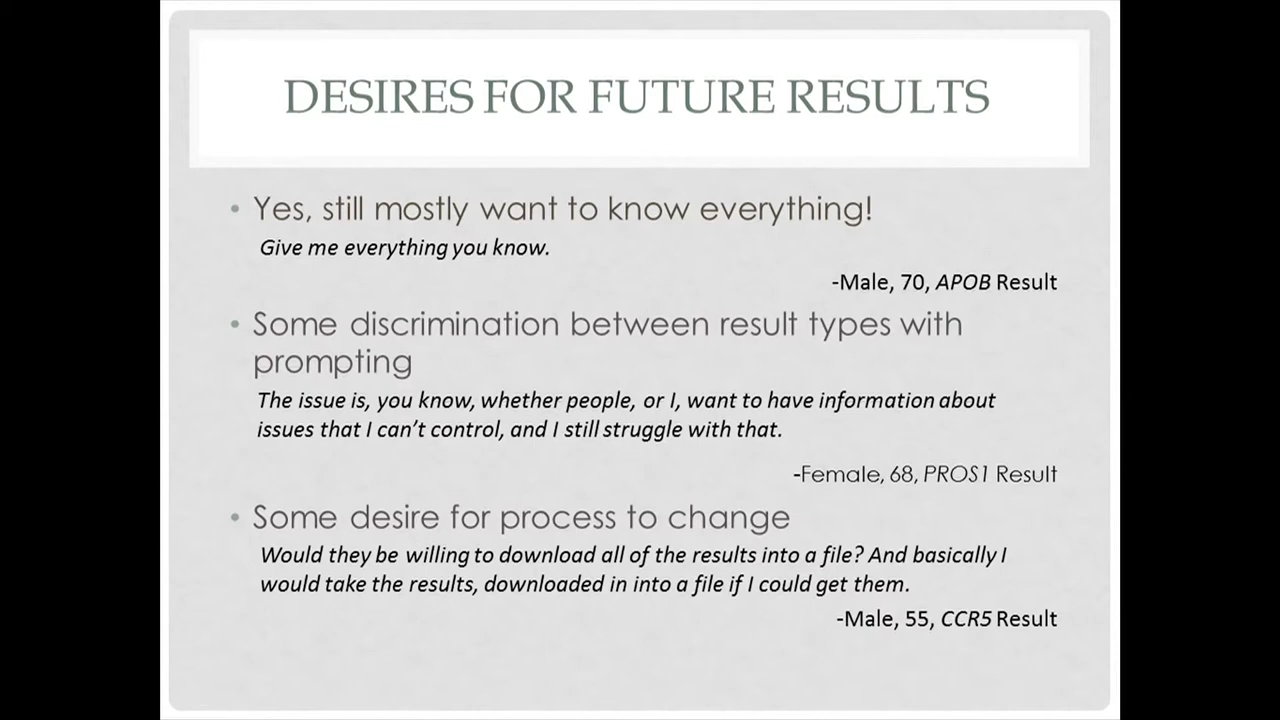 DESIRES FOR FUTURE RESULTS
• Yes, still mostly want to know everything!
Give me everything you know.
-Male, 70, APOB Result
• Some discrimination between result types with
prompting
The issue is, you know, whether people, or I, want to have information about
issues that I can't control, and I still struggle with that.
-Female, 68, PROS1 Result
• Some desire for process to change
Would they be willing to download all of the results into a file? And basically I
would take the results, downloaded in into a file if I could get them.
-Male, 55, CCR5 Result